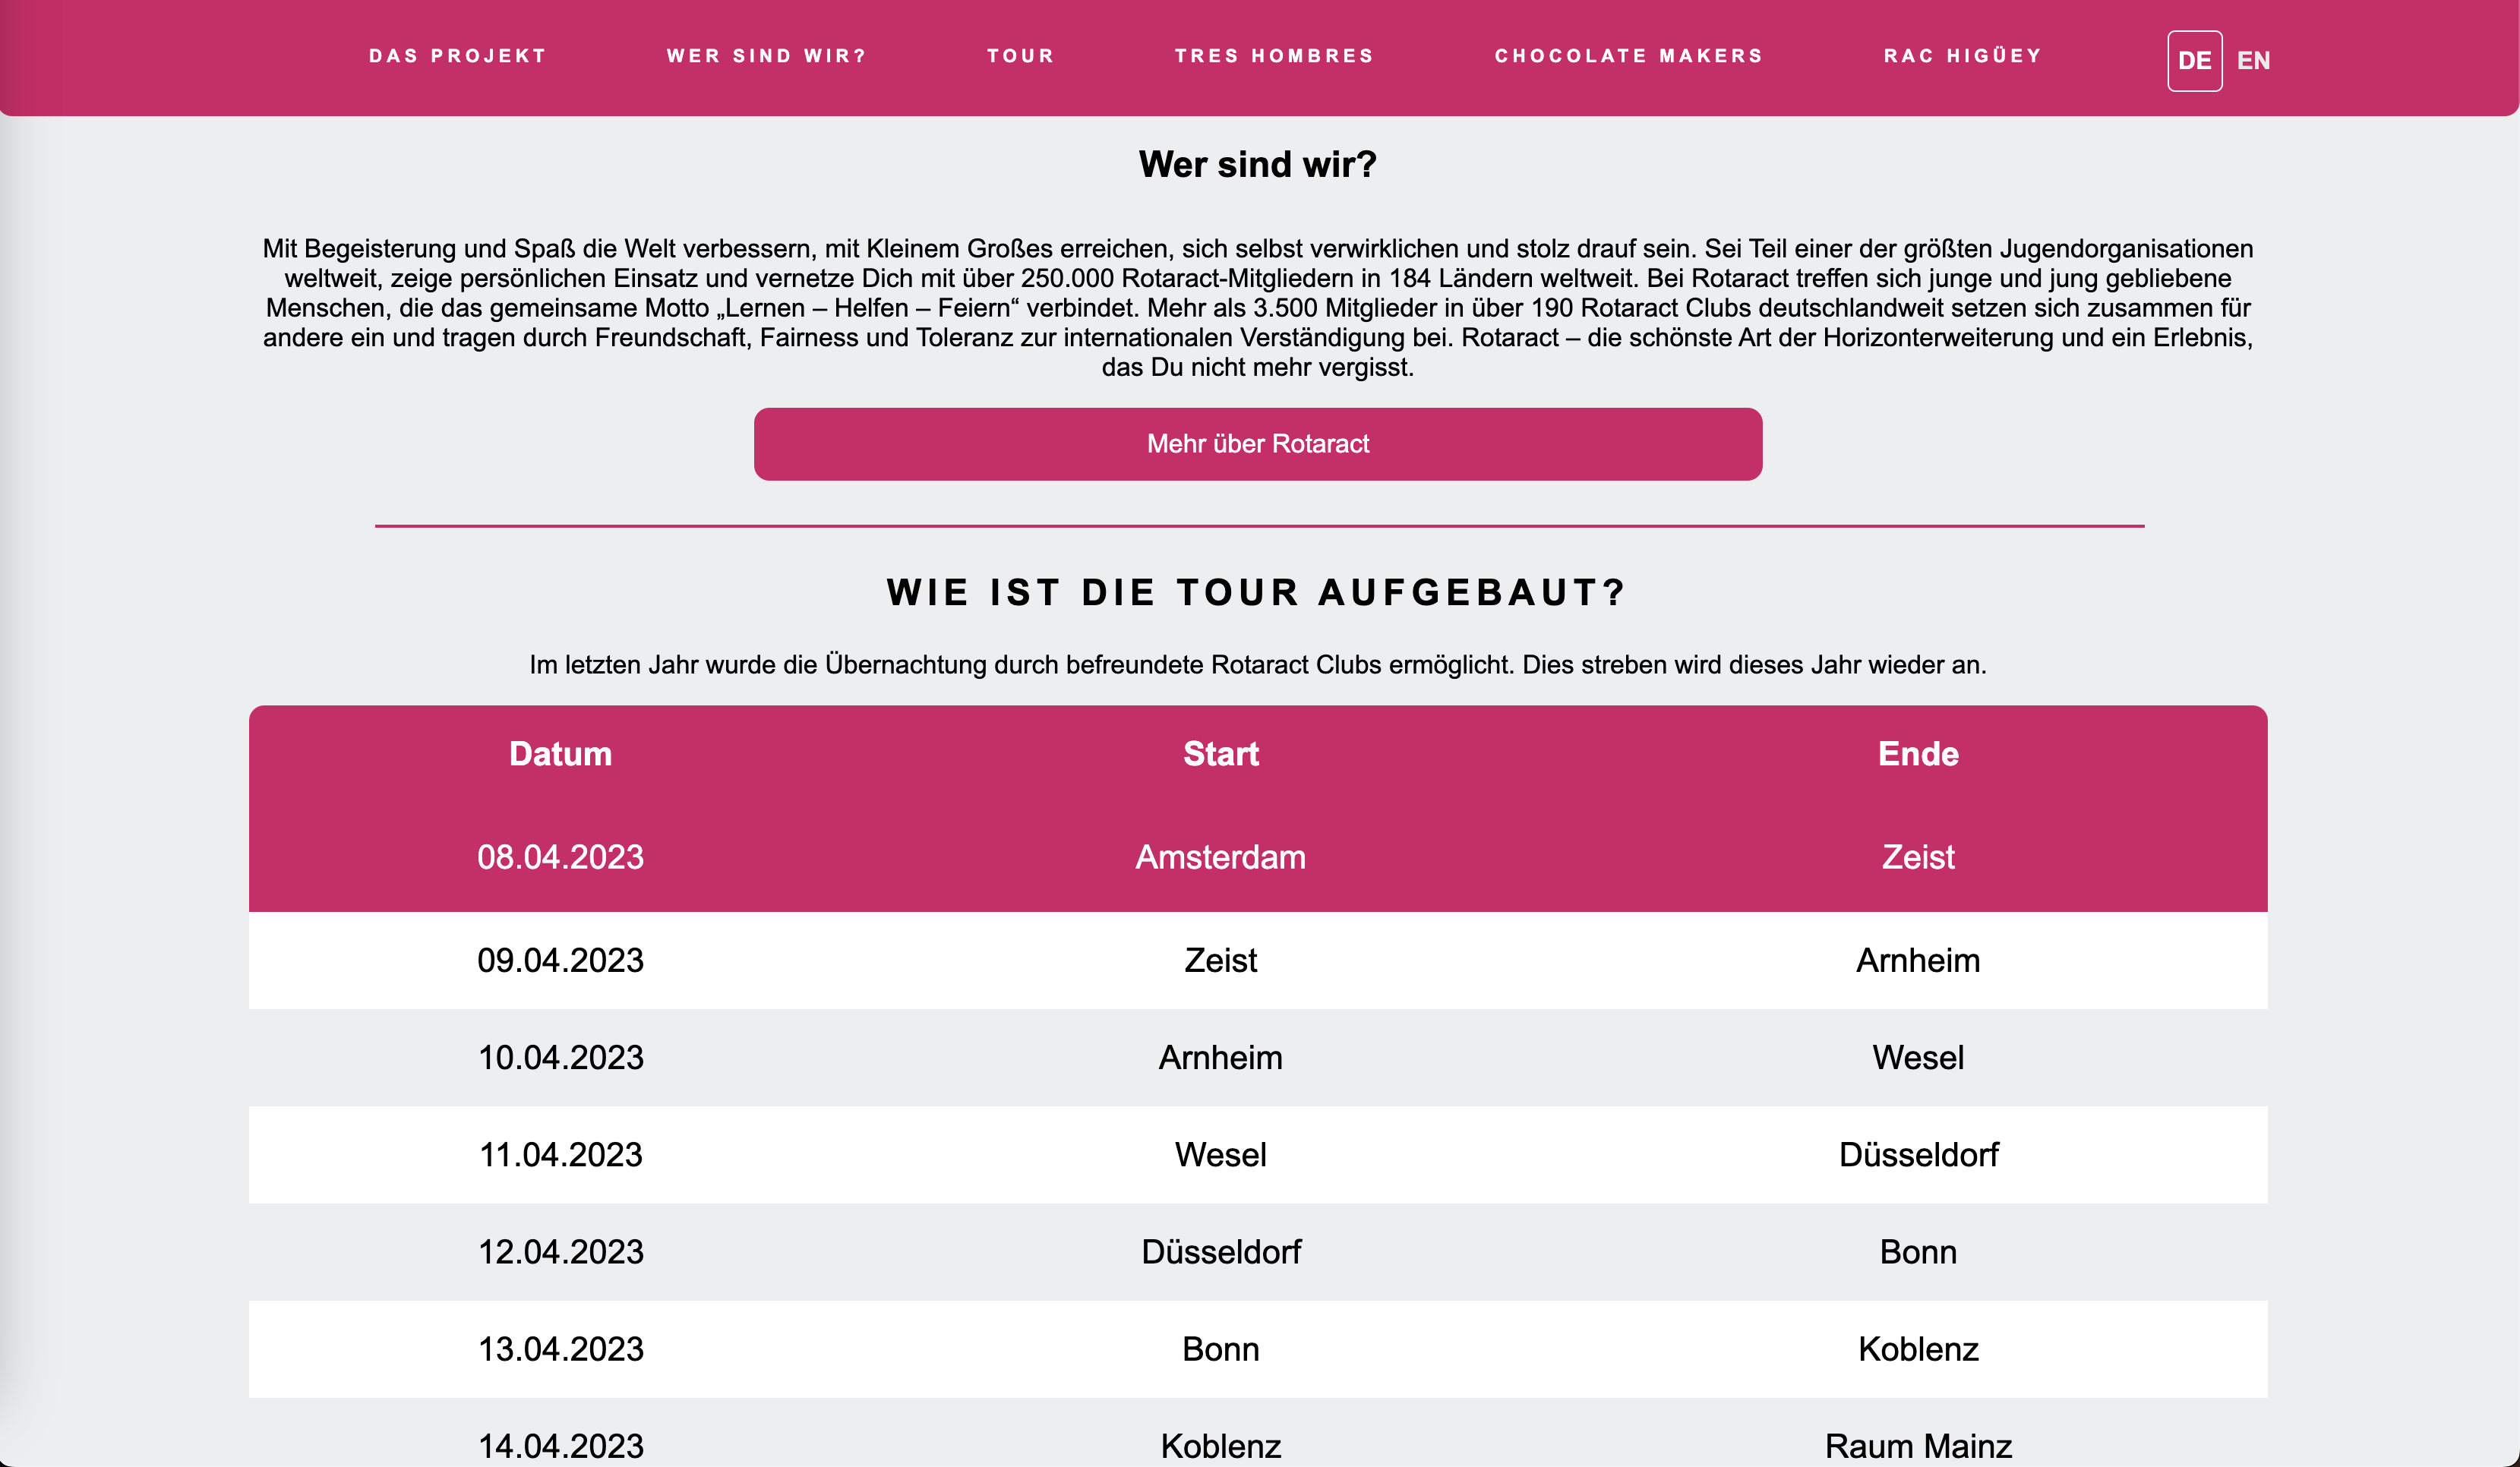 DAS PROJEKT WER SIND WIR? TOUR TRES HOMBRES CHOCOLATE MAKERS RAC HIGÜEY DE EN
Wer sind wir?
Mit Begeisterung und Spaß die Welt verbessern, mit Kleinem Großes erreichen, sich selbst verwirklichen und stolz drauf sein. Sei Teil einer der größten Jugendorganisationen
weltweit, zeige persönlichen Einsatz und vernetze Dich mit über 250.000 Rotaract-Mitgliedern in 184 Ländern weltweit. Bei Rotaract treffen sich junge und jung gebliebene
Menschen, die das gemeinsame Motto „Lernen – Helfen – Feiern“ verbindet. Mehr als 3.500 Mitglieder in über 190 Rotaract Clubs deutschlandweit setzen sich zusammen für
andere ein und tragen durch Freundschaft, Fairness und Toleranz zur internationalen Verständigung bei. Rotaract – die schönste Art der Horizonterweiterung und ein Erlebnis,
das Du nicht mehr vergisst.
Mehr über Rotaract
WIE IST DIE TOUR AUFGEBAUT?
Im letzten Jahr wurde die Übernachtung durch befreundete Rotaract Clubs ermöglicht. Dies streben wird dieses Jahr wieder an.
Datum Start Ende
08.04.2023 Amsterdam Zeist
09.04.2023 Zeist Arnheim
10.04.2023 Arnheim Wesel
11.04.2023 Wesel Düsseldorf
12.04.2023 Düsseldorf Bonn
13.04.2023 Bonn Koblenz
14.04.2023 Koblenz Raum Mainz